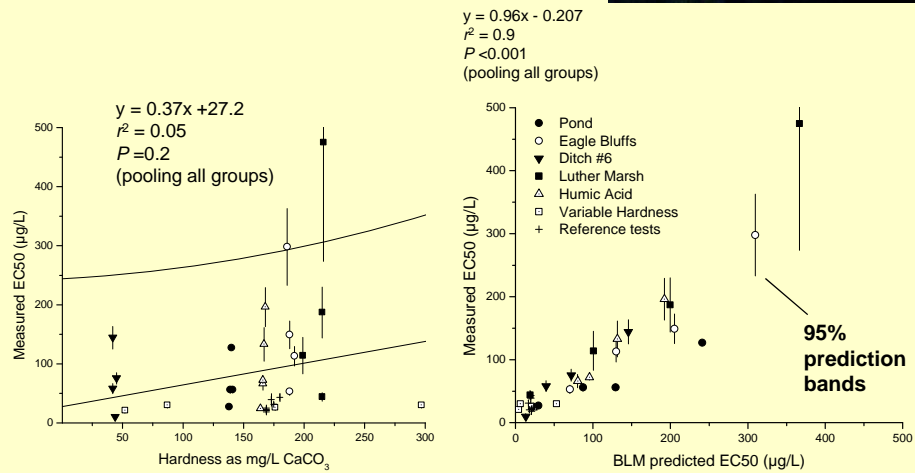 y = 0.96x - 0.207
r² = 0.9
P <0.001
(pooling all groups)
y = 0.37x +27.2
r² = 0.05
P =0.2
(pooling all groups)
500
400
300
200
100
0
50
100
150
200
250
300
Measured EC50 (µg/L)
Hardness as mg/L CaCO₃
500
400
300
200
100
0
0
100
200
300
400
500
Measured EC50 (µg/L)
BLM predicted EC50 (µg/L)
Pond
Eagle Bluffs
Ditch #6
Luther Marsh
Humic Acid
Variable Hardness
Reference tests
95%
prediction
bands